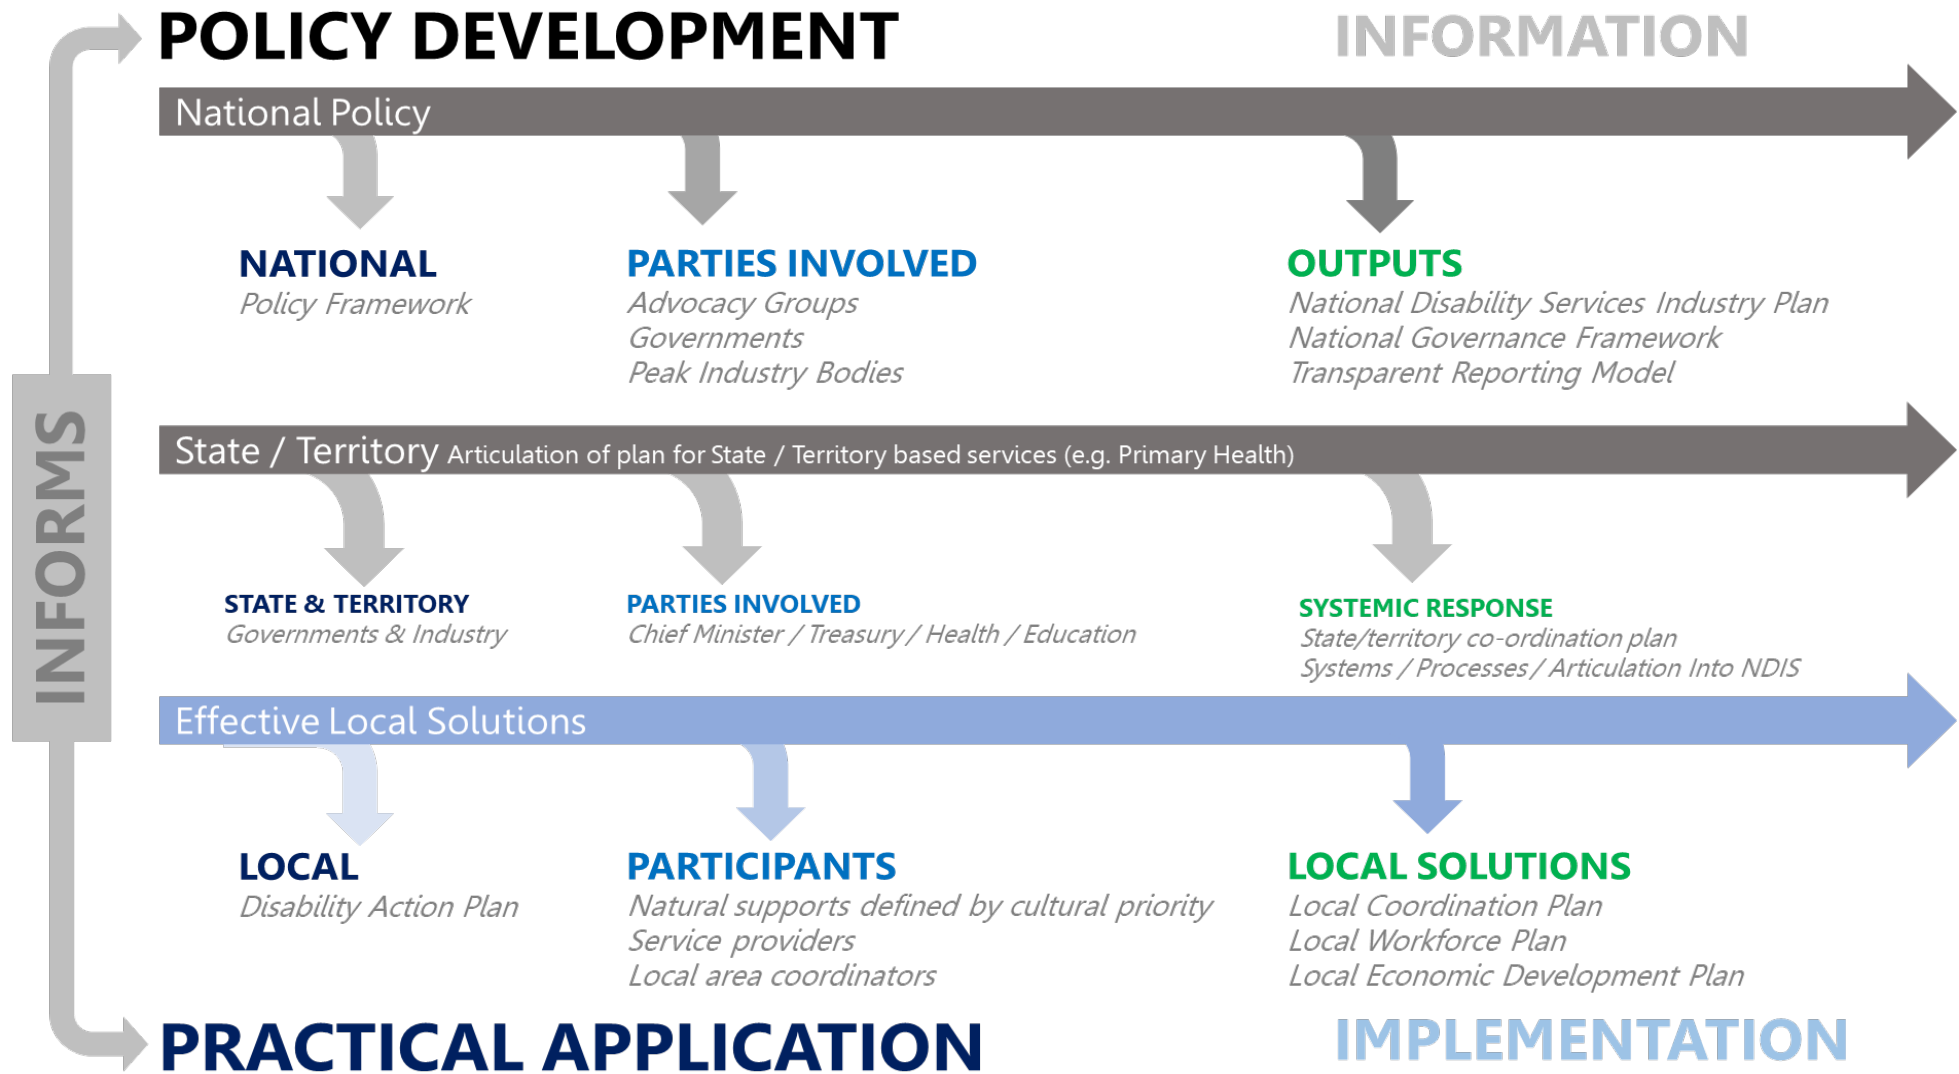 POLICY DEVELOPMENT
INFORMATION
National Policy
NATIONAL
Policy Framework
PARTIES INVOLVED
Advocacy Groups
Governments
Peak Industry Bodies
OUTPUTS
National Disability Services Industry Plan
National Governance Framework
Transparent Reporting Model
INFORMS
State / Territory Articulation of plan for State / Territory based services (e.g. Primary Health)
STATE & TERRITORY
Governments & Industry
PARTIES INVOLVED
Chief Minister / Treasury / Health / Education
SYSTEMIC RESPONSE
State/territory co-ordination plan
Systems / Processes / Articulation Into NDIS
Effective Local Solutions
LOCAL
Disability Action Plan
PARTICIPANTS
Natural supports defined by cultural priority
Service providers
Local area coordinators
LOCAL SOLUTIONS
Local Coordination Plan
Local Workforce Plan
Local Economic Development Plan
PRACTICAL APPLICATION
IMPLEMENTATION